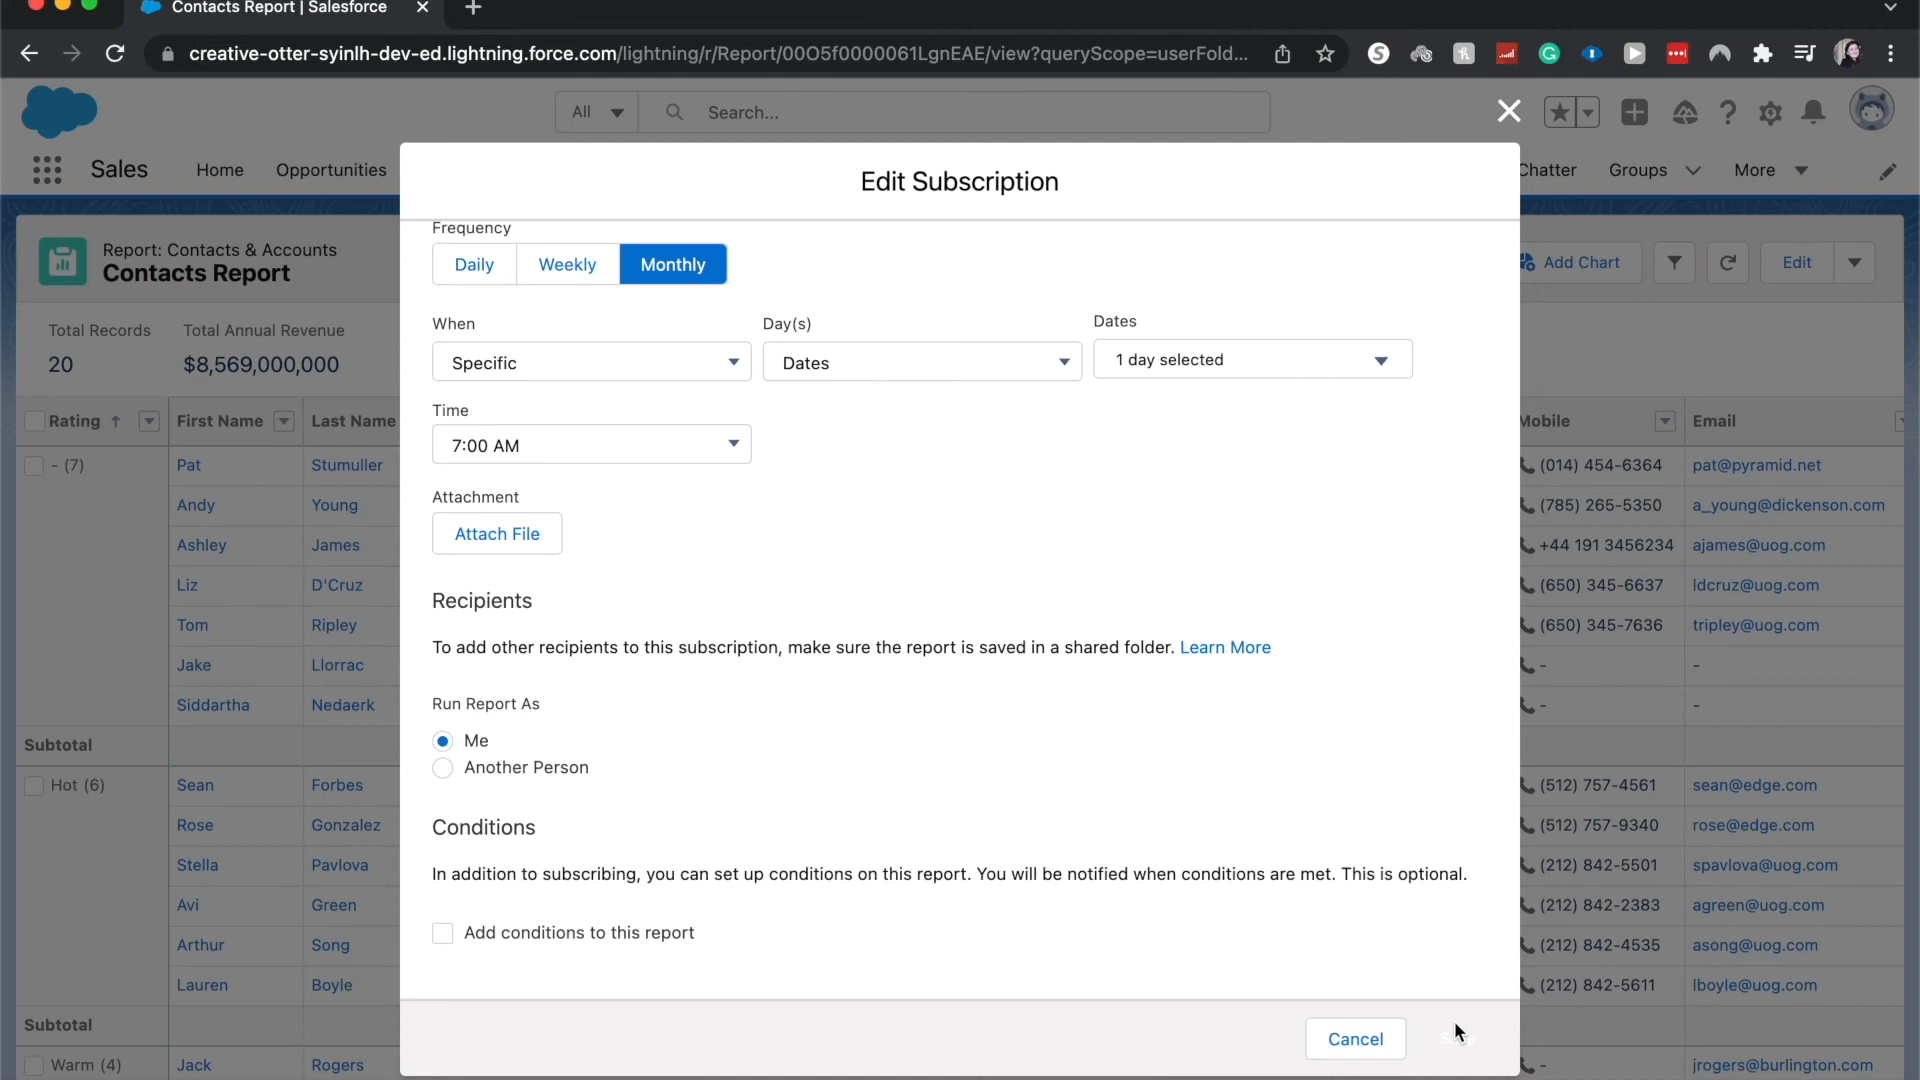 Contacts Report | Salesforce
creative-otter-syinlh-dev-ed.lightning.force.com/lightning/r/Report/00O5f0000061LgnEAE/view?queryScope=userFold...
All Search...
Sales Home Opportunities Chatter Groups More
Edit Subscription
Report: Contacts & Accounts
Contacts Report
Add Chart Edit
Total Records Total Annual Revenue
20 $8,569,000,000
Rating ↑ First Name Last Name Mobile Email
- (7) Pat Stumuller (014) 454-6364 pat@pyramid.net
Andy Young (785) 265-5350 a_young@dickenson.com
Ashley James +44 191 3456234 ajames@uog.com
Liz D'Cruz (650) 345-6637 ldcruz@uog.com
Tom Ripley (650) 345-7636 tripley@uog.com
Jake Llorrac - -
Siddartha Nedaerk - -
Subtotal
Hot (6) Sean Forbes (512) 757-4561 sean@edge.com
Rose Gonzalez (512) 757-9340 rose@edge.com
Stella Pavlova (212) 842-5501 spavlova@uog.com
Avi Green (212) 842-2383 agreen@uog.com
Arthur Song (212) 842-4535 asong@uog.com
Lauren Boyle (212) 842-5611 lboyle@uog.com
Subtotal
Warm (4) Jack Rogers - jrogers@burlington.com
Frequency
Daily Weekly Monthly
When Day(s) Dates
Specific Dates 1 day selected
Time
7:00 AM
Attachment
Attach File
Recipients
To add other recipients to this subscription, make sure the report is saved in a shared folder. Learn More
Run Report As
Me
Another Person
Conditions
In addition to subscribing, you can set up conditions on this report. You will be notified when conditions are met. This is optional.
Add conditions to this report
Cancel